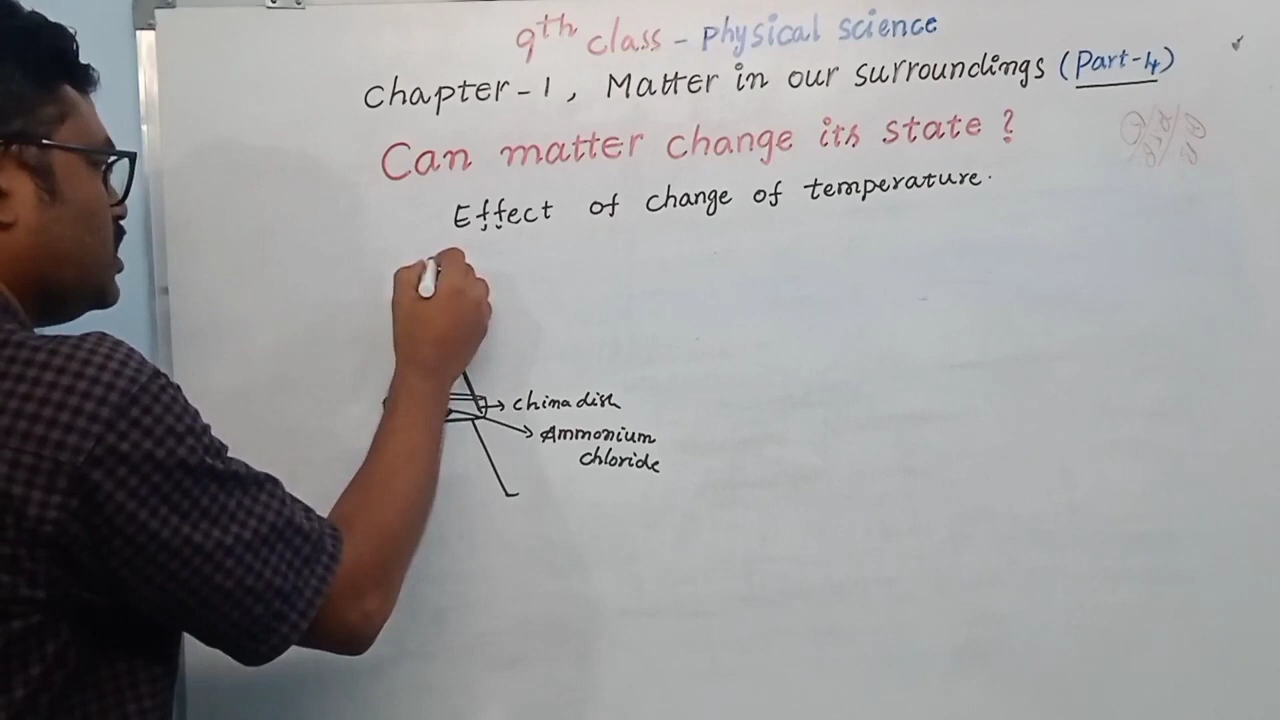 9th class - Physical science
Chapter-1, Matter in our surroundings (Part-4)
Can matter change its state?
Effect of change of temperature.
China dish
Ammonium
chloride